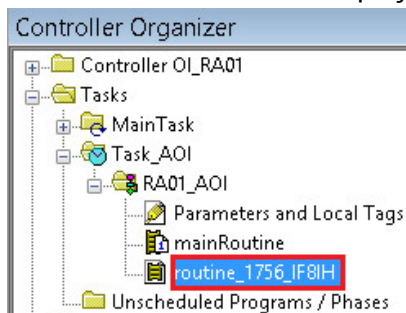 Controller Organizer
Controller OI_RA01
Tasks
MainTask
Task_AOI
RA01_AOI
Parameters and Local Tags
mainRoutine
routine_1756_IF8IH
Unscheduled Programs / Phases